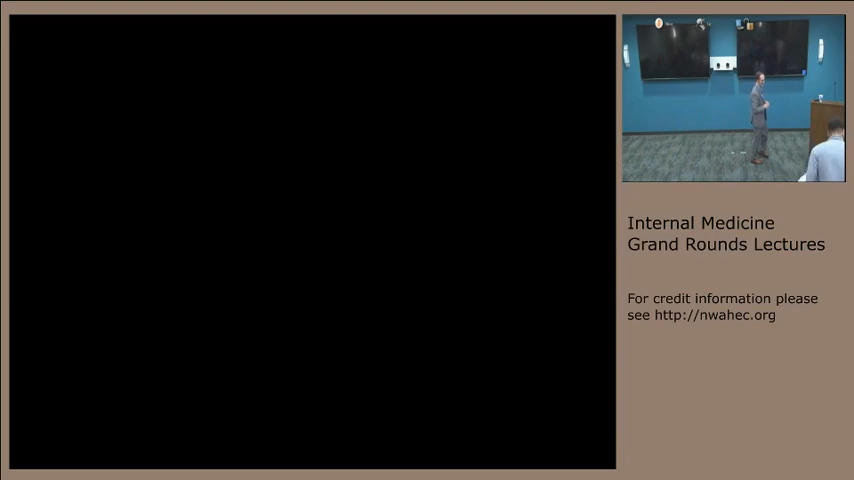 Internal Medicine
Grand Rounds Lectures
For credit information please
see http://nwahec.org